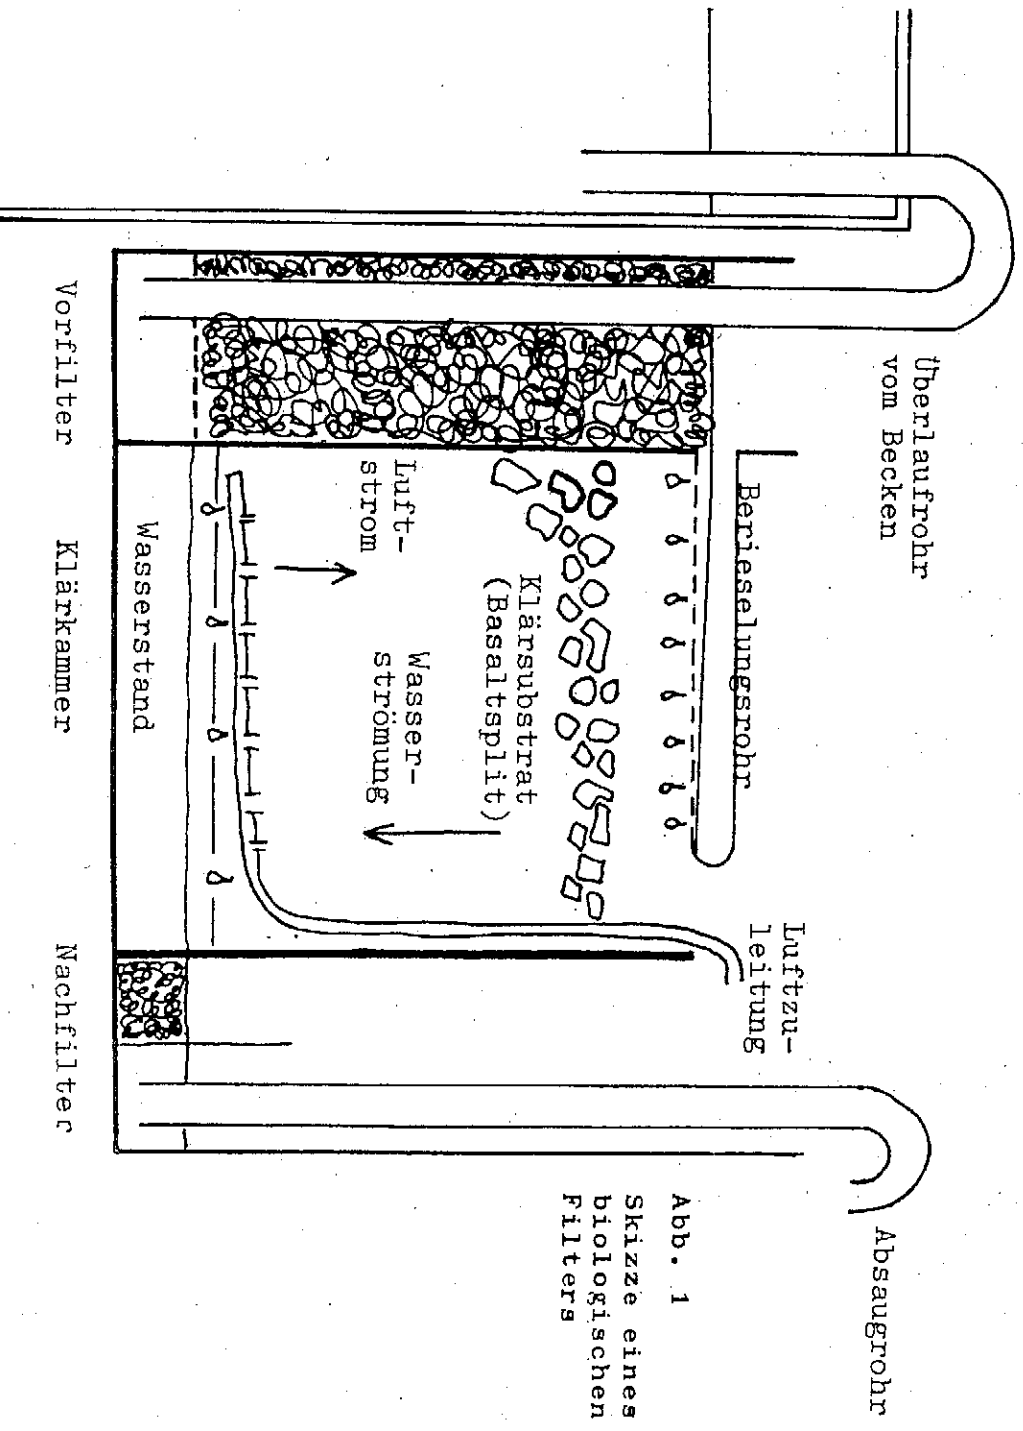 Überlaufrohr
vom Becken
Berieselungsrohr
Luftzu-
leitung
Absaugrohr
Luft-
strom
Klärsubstrat
(Basaltsplit)
Wasser-
strömung
Wasserstand
Vorfilter
Klärkammer
Nachfilter
Abb. 1
Skizze eines
biologischen
Filters